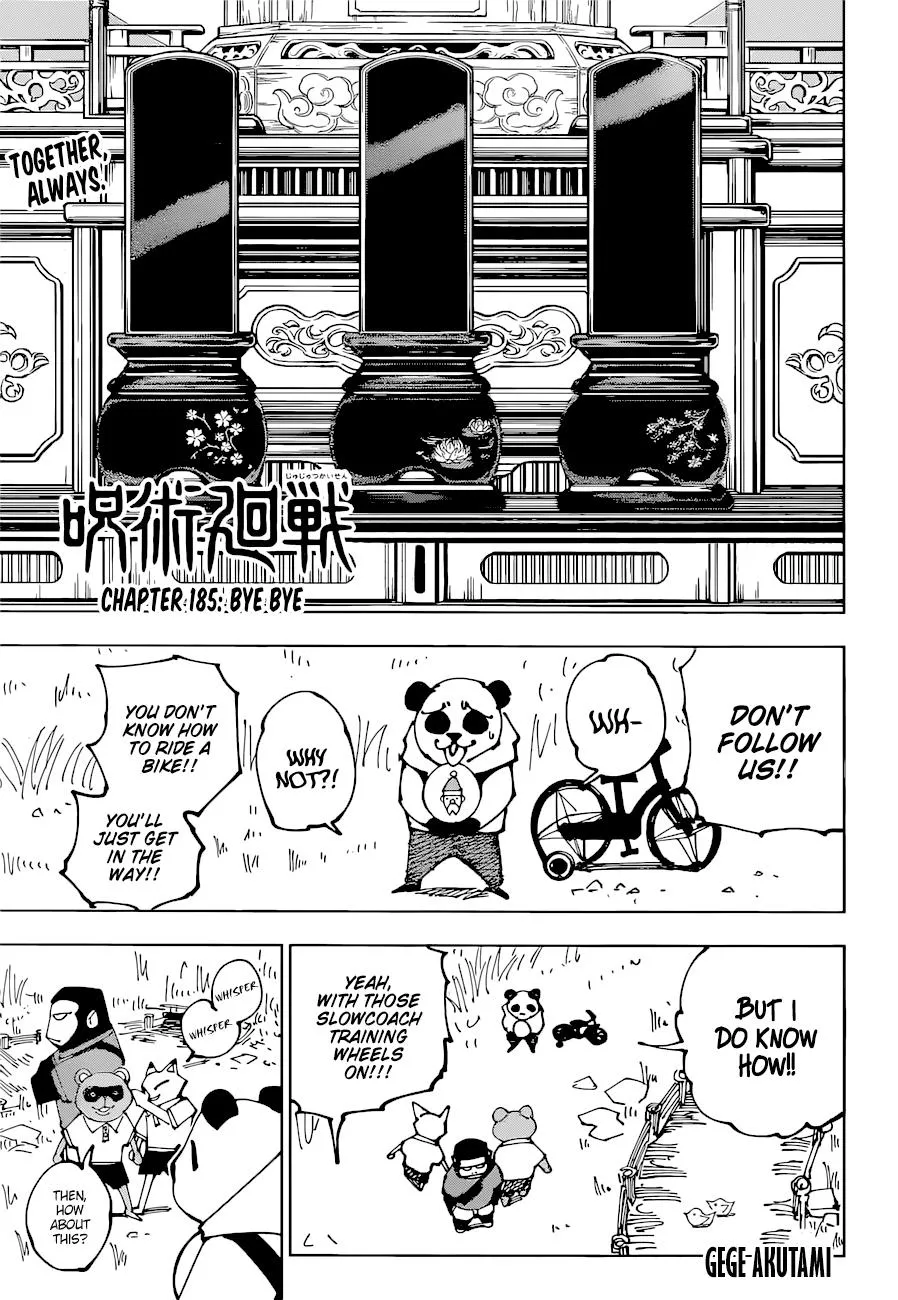 TOGETHER,
ALWAYS!
じゅじゅつかいせん
呪術廻戦
CHAPTER 185: BYE BYE
DON'T
FOLLOW
US!!
WH-
WHY
NOT?!
YOU DON'T
KNOW HOW
TO RIDE A
BIKE!!
YOU'LL
JUST GET
IN THE
WAY!!
BUT I
DO KNOW
HOW!!
YEAH,
WITH THOSE
SLOWCOACH
TRAINING
WHEELS
ON!!!
WHISPER
WHISPER
THEN,
HOW
ABOUT
THIS?
GEGE AKUTAMI